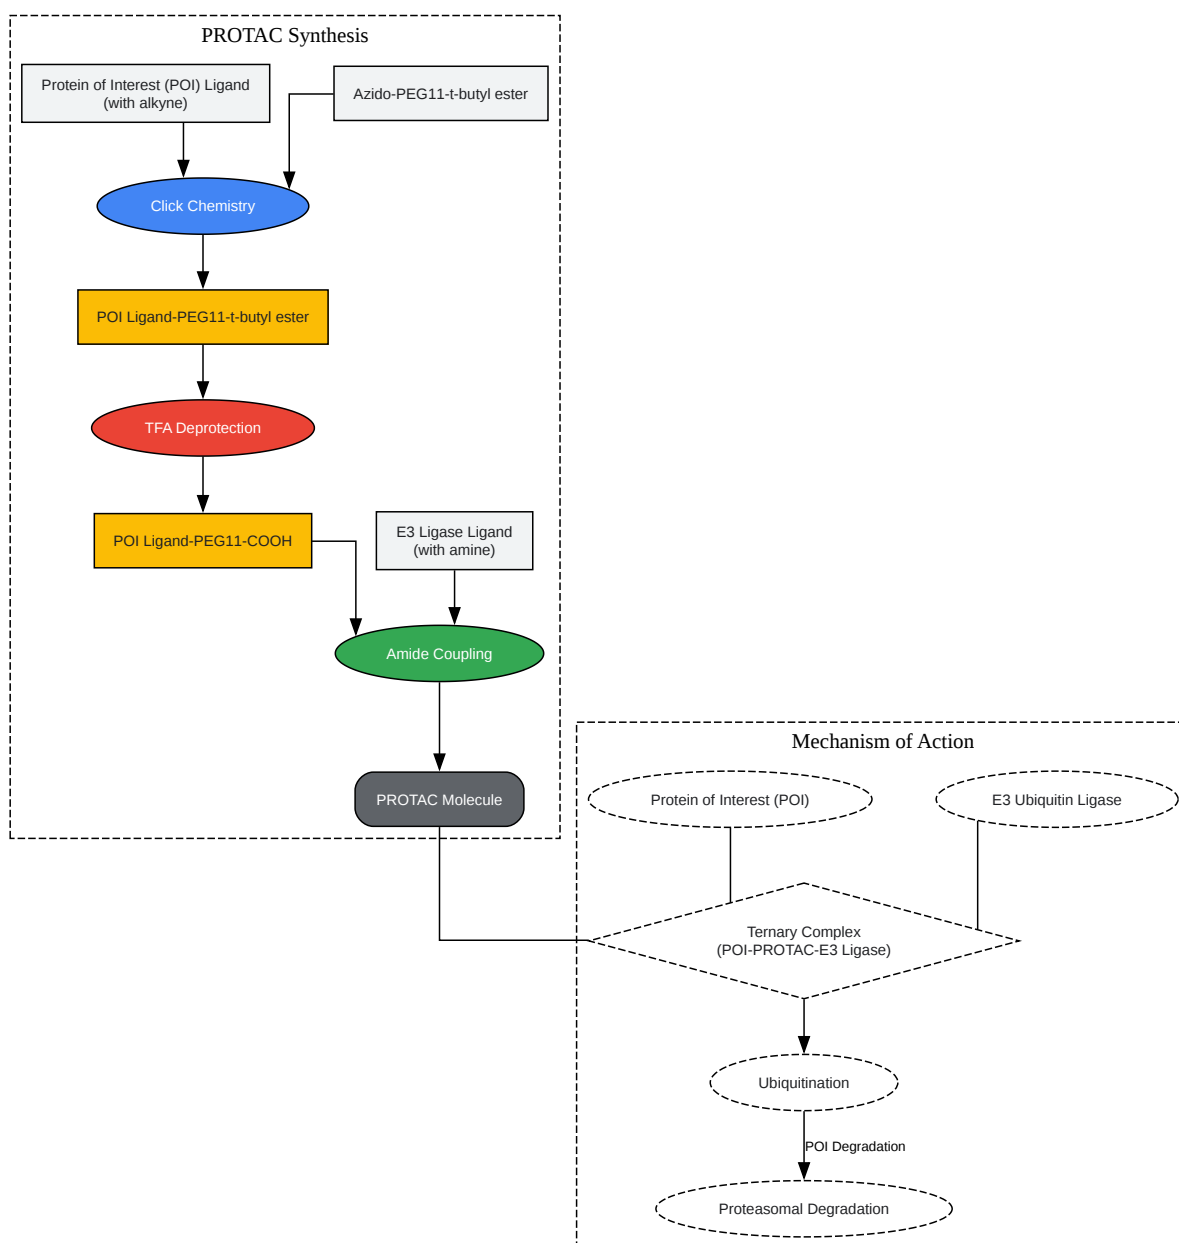 PROTAC Synthesis
Protein of Interest (POI) Ligand
(with alkyne)
Azido-PEG11-t-butyl ester
Click Chemistry
POI Ligand-PEG11-t-butyl ester
TFA Deprotection
POI Ligand-PEG11-COOH
E3 Ligase Ligand
(with amine)
Amide Coupling
PROTAC Molecule
Mechanism of Action
Protein of Interest (POI)
E3 Ubiquitin Ligase
Ternary Complex
(POI-PROTAC-E3 Ligase)
Ubiquitination
POI Degradation
Proteasomal Degradation